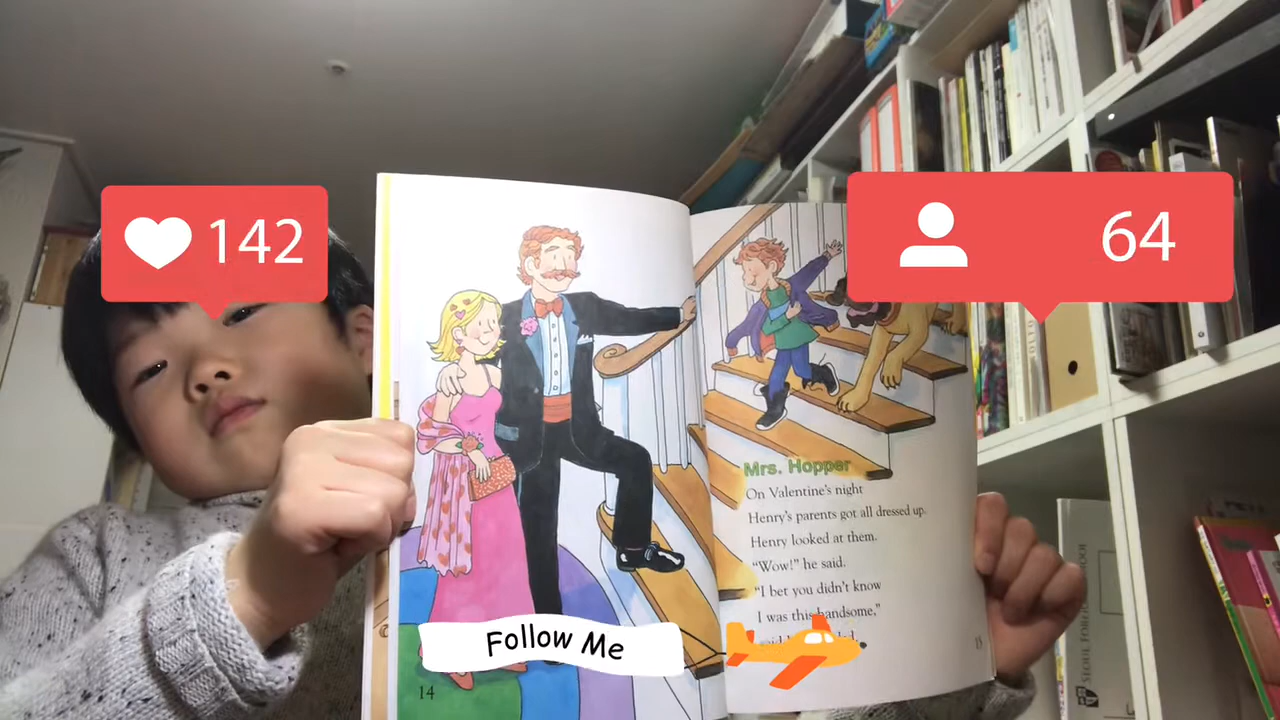 142
64
Mrs. Hopper
On Valentine's night
Henry's parents got all dressed up.
Henry looked at them.
"Wow!" he said.
"I bet you didn't know
I was this handsome,"
Follow Me
14
SEOUL